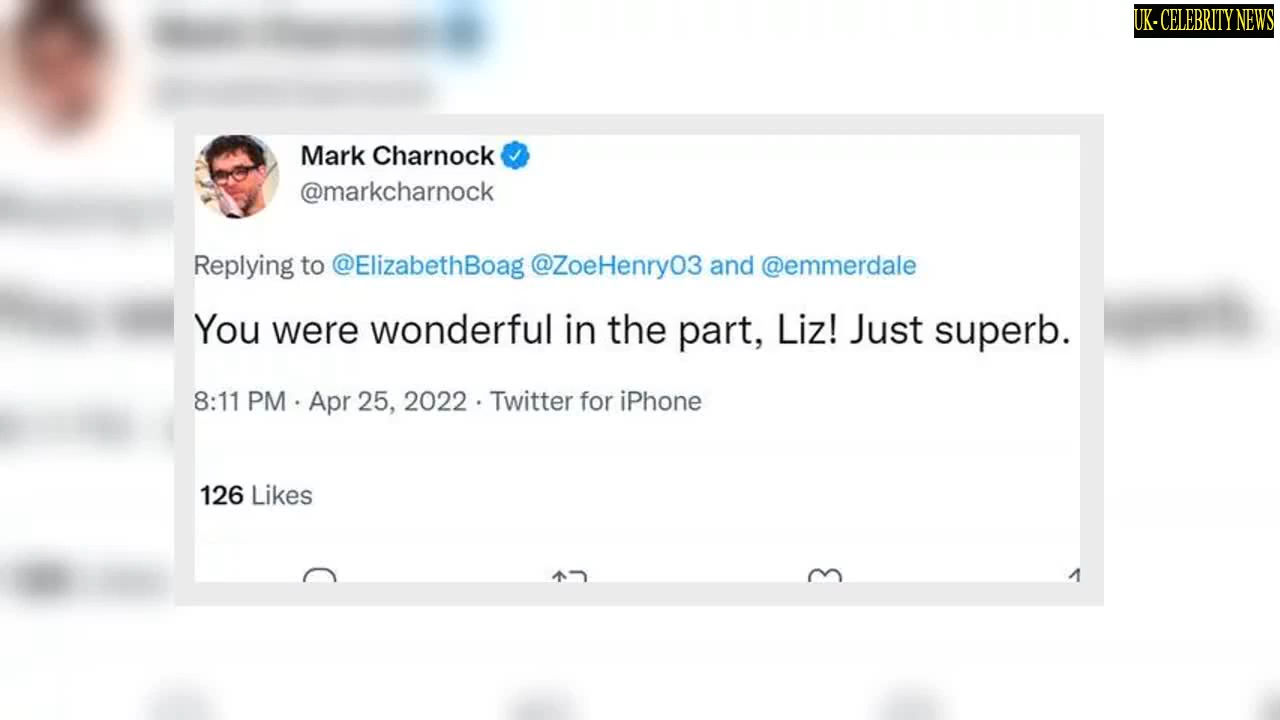 UK- CELEBRITY NEWS
Mark Charnock
@markcharnock
Replying to @ElizabethBoag @ZoeHenry03 and @emmerdale
You were wonderful in the part, Liz! Just superb.
8:11 PM · Apr 25, 2022 · Twitter for iPhone
126 Likes